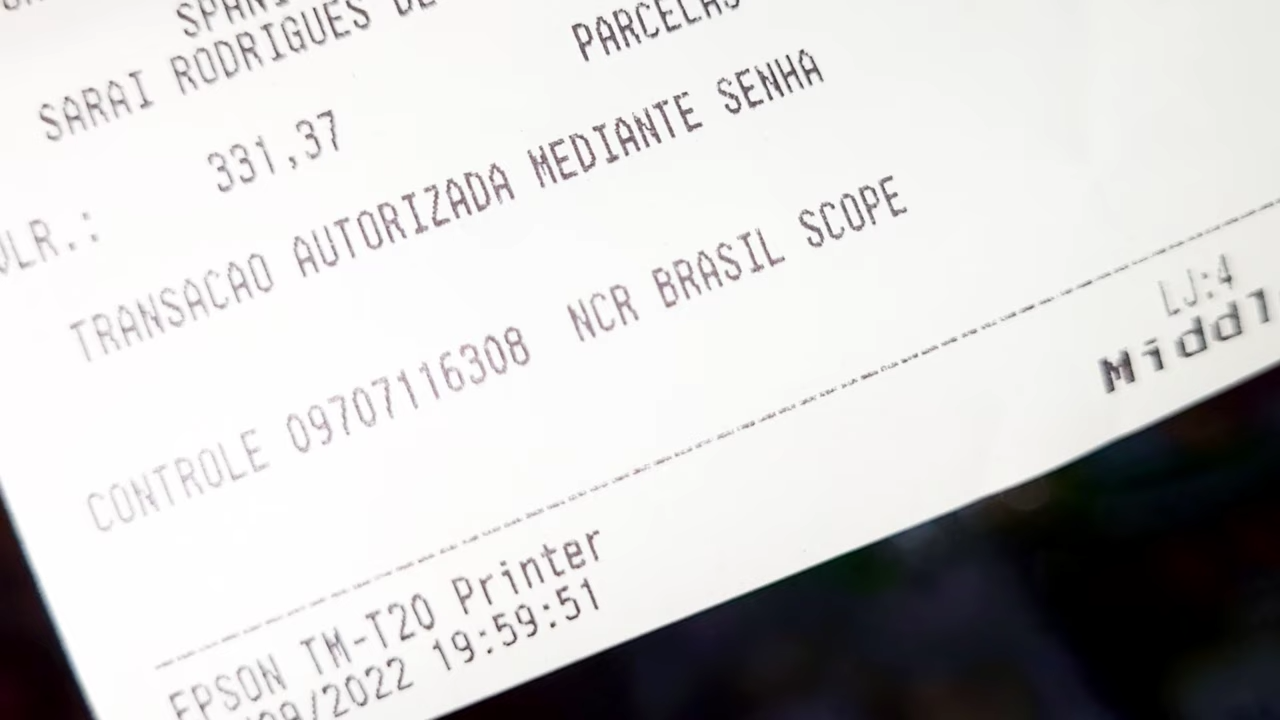 SARAI RODRIGUES DE
PARCELAS
VLR.: 331,37
TRANSACAO AUTORIZADA MEDIANTE SENHA
CONTROLE 09707116308 NCR BRASIL SCOPE
LJ:4
EPSON TM-T20 Printer
/2022 19:59:51